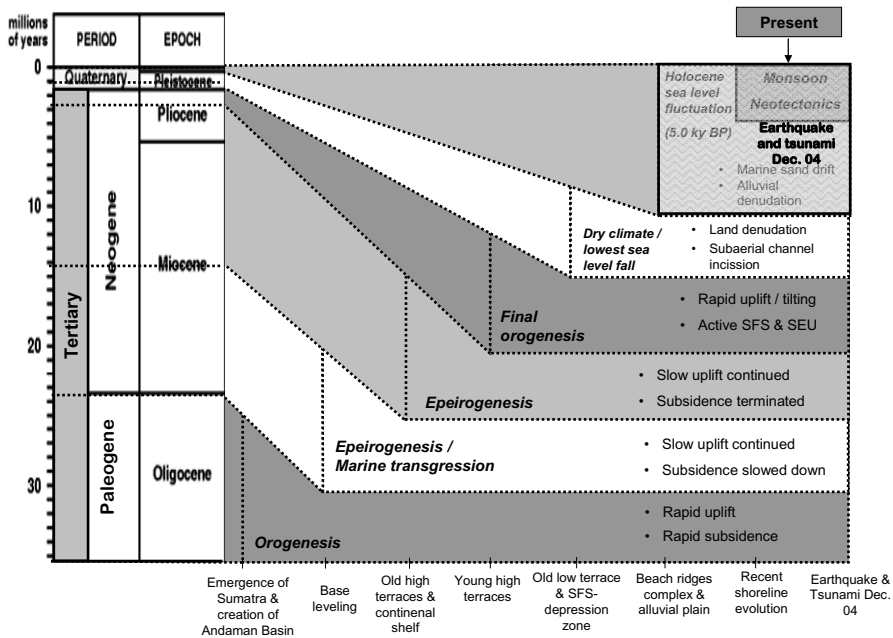 Present
millions
of years
PERIOD
EPOCH
0
10
20
30
Quaternary
Pleistocene
Tertiary
Neogene
Pliocene
Miocene
Paleogene
Oligocene
Holocene
sea level
fluctuation
(5.0 ky BP)
Monsoon
Neotectonics
Earthquake
and tsunami
Dec. 04
• Marine sand drift
• Alluvial
denudation
Dry climate /
lowest sea
level fall
• Land denudation
• Subaerial channel
incission
Final
orogenesis
• Rapid uplift / tilting
• Active SFS & SEU
Epeirogenesis
• Slow uplift continued
• Subsidence terminated
Epeirogenesis /
Marine transgression
• Slow uplift continued
• Subsidence slowed down
Orogenesis
• Rapid uplift
• Rapid subsidence
Emergence of
Sumatra &
creation of
Andaman Basin
Base
leveling
Old high
terraces &
continenal
shelf
Young high
terraces
Old low terrace
& SFS-
depression
zone
Beach ridges
complex &
alluvial plain
Recent
shoreline
evolution
Earthquake &
Tsunami Dec.
04